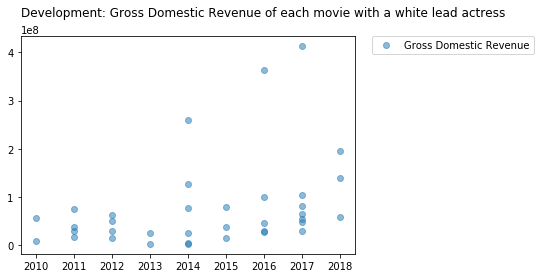 Development: Gross Domestic Revenue of each movie with a white lead actress
1e8
Gross Domestic Revenue
4
3
2
1
0
2010 2011 2012 2013 2014 2015 2016 2017 2018